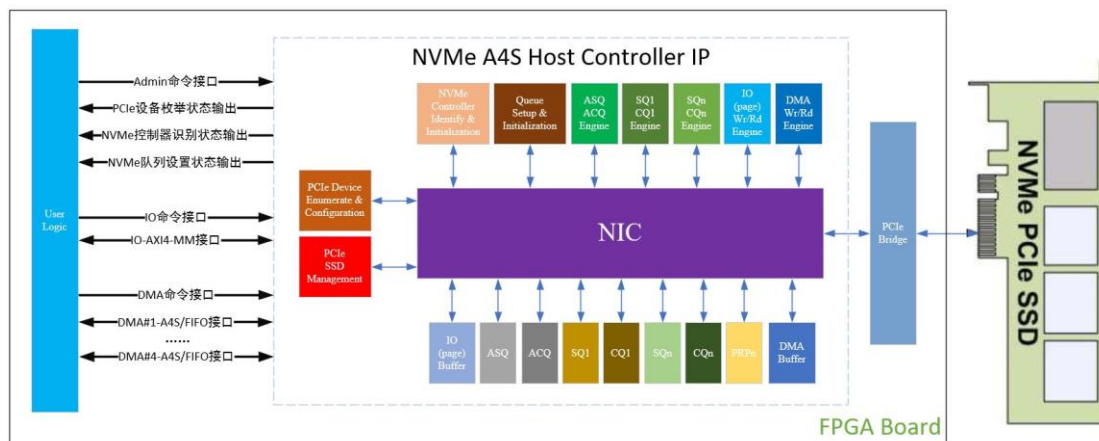 NVMe A4S Host Controller IP
User
Logic
Admin命令接口
PCIe设备枚举状态输出
NVMe控制器识别状态输出
NVMe队列设置状态输出
IO命令接口
IO-AXI4-MM接口
DMA命令接口
DMA#1-A4S/FIFO接口
......
DMA#4-A4S/FIFO接口
NVMe
Controller
Identify &
Initialization
Queue
Setup &
Initialization
ASQ
ACQ
Engine
SQ1
CQ1
Engine
SQn
CQn
Engine
IO
(page)
Wr/Rd
Engine
DMA
Wr/Rd
Engine
PCIe Device
Enumerate &
Configuration
PCIe
SSD
Management
NIC
PCIe
Bridge
IO
(page)
Buffer
ASQ
ACQ
SQ1
CQ1
SQn
CQn
PRPn
DMA
Buffer
FPGA Board
NVMe PCIe SSD